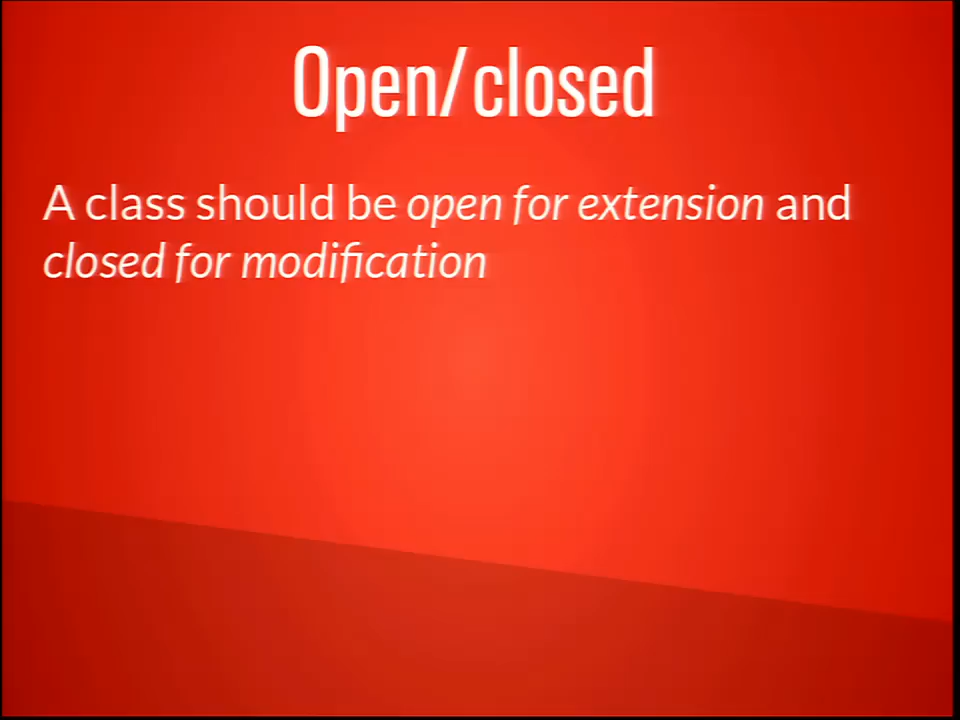 Open/closed
A class should be open for extension and
closed for modification